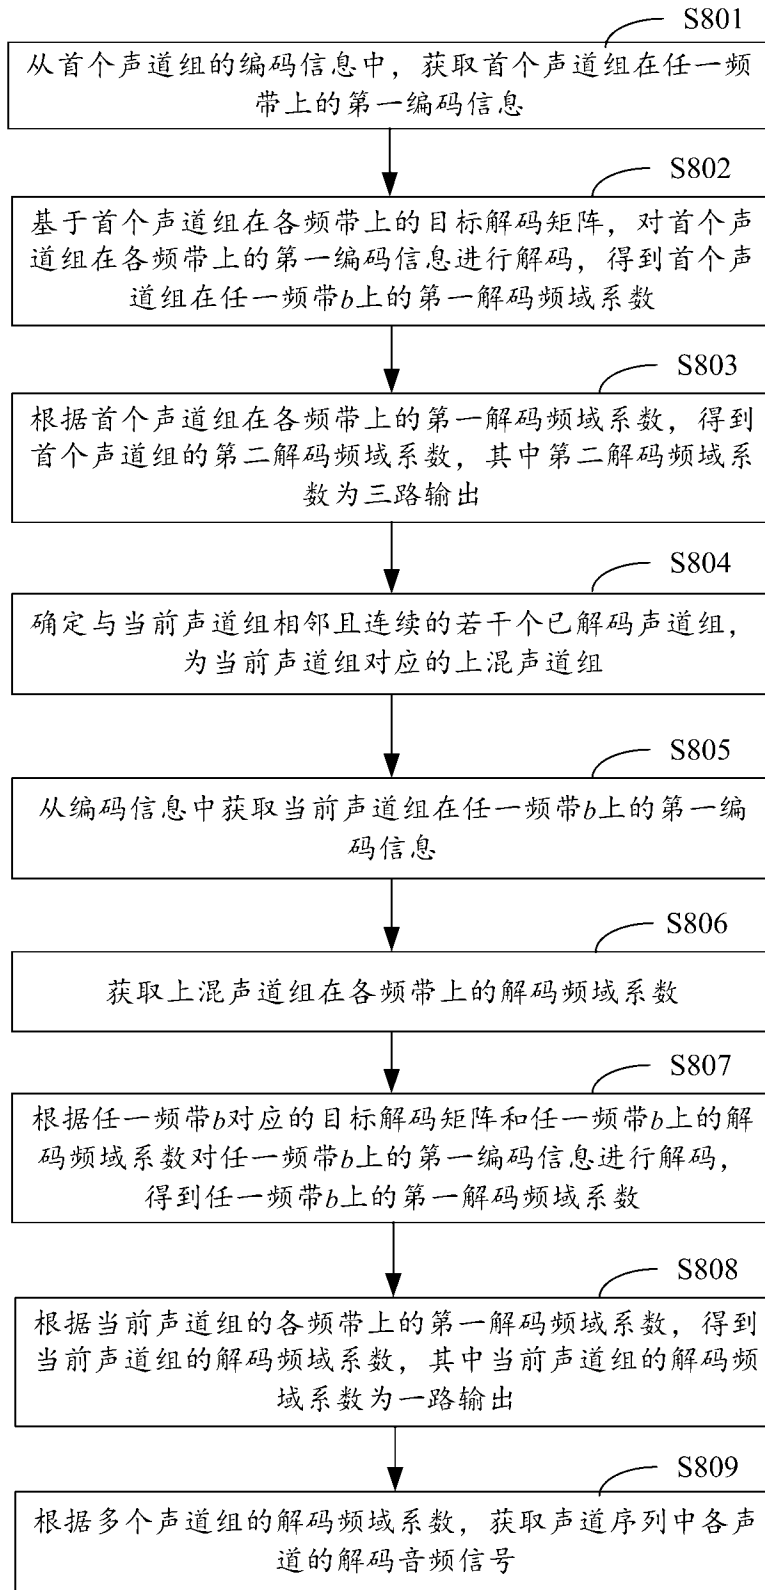 S801
从首个声道组的编码信息中，获取首个声道组在任一频
带上的第一编码信息
S802
基于首个声道组在各频带上的目标解码矩阵，对首个声
道组在各频带上的第一编码信息进行解码，得到首个声
道组在任一频带b上的第一解码频域系数
S803
根据首个声道组在各频带上的第一解码频域系数，得到
首个声道组的第二解码频域系数，其中第二解码频域系
数为三路输出
S804
确定与当前声道组相邻且连续的若干个已解码声道组，
为当前声道组对应的上混声道组
S805
从编码信息中获取当前声道组在任一频带b上的第一编
码信息
S806
获取上混声道组在各频带上的解码频域系数
S807
根据任一频带b对应的目标解码矩阵和任一频带b上的解
码频域系数对任一频带b上的第一编码信息进行解码，
得到任一频带b上的第一解码频域系数
S808
根据当前声道组的各频带上的第一解码频域系数，得到
当前声道组的解码频域系数，其中当前声道组的解码频
域系数为一路输出
S809
根据多个声道组的解码频域系数，获取声道序列中各声
道的解码音频信号